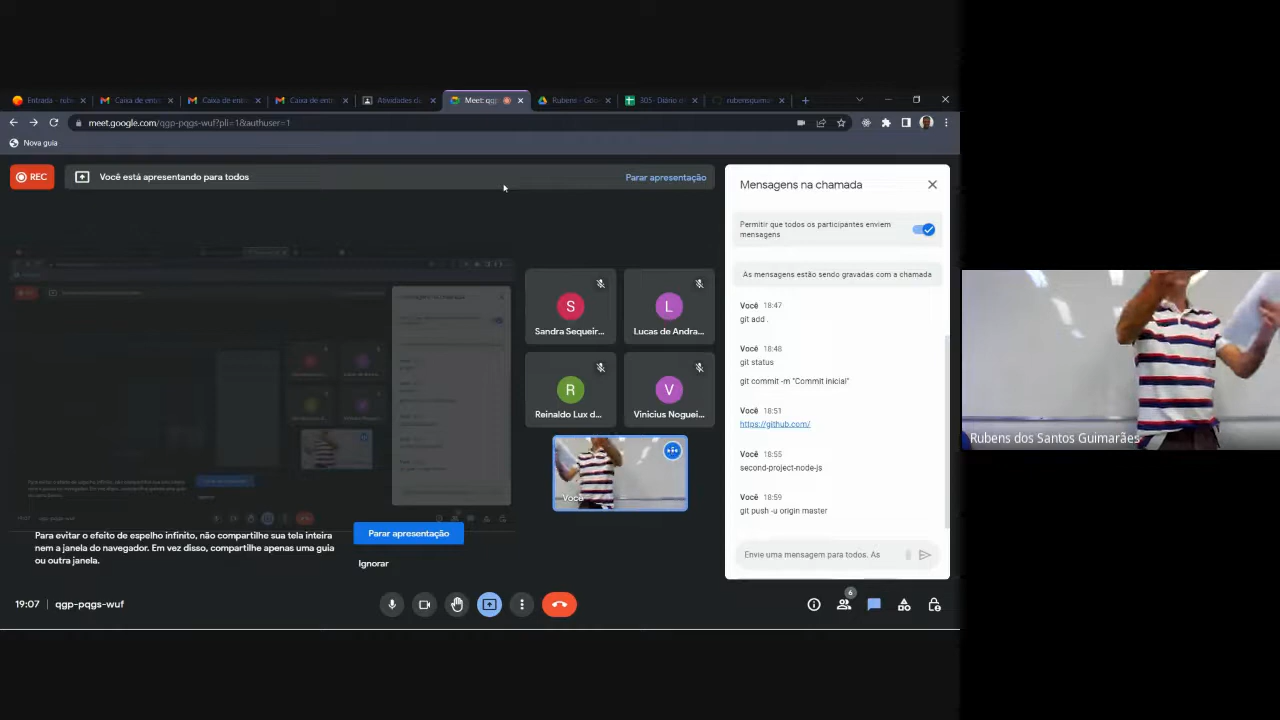 Entrada - rube
Caixa de entra
Caixa de entra
Caixa de entra
Atividades da
Meet: qgp
Rubens - Goo
305- Diário d
rubensguimar
meet.google.com/qgp-pqgs-wuf?pli=1&authuser=1
Nova guia
REC
Você está apresentando para todos
Parar apresentação
Mensagens na chamada
Permitir que todos os participantes enviem
mensagens
As mensagens estão sendo gravadas com a chamada
Você 18:47
git add .
Você 18:48
git status
git commit -m "Commit inicial"
Você 18:51
https://github.com/
Você 18:55
second-project-node-js
Você 18:59
git push -u origin master
Envie uma mensagem para todos. As
S
Sandra Sequeir...
L
Lucas de Andra...
R
Reinaldo Lux d...
V
Vinicius Noguei...
Você
Para evitar o efeito de espelho infinito, não compartilhe sua tela inteira
nem a janela do navegador. Em vez disso, compartilhe apenas uma guia
ou outra janela.
Parar apresentação
Ignorar
19:07 | qgp-pqgs-wuf
6
Rubens dos Santos Guimarães